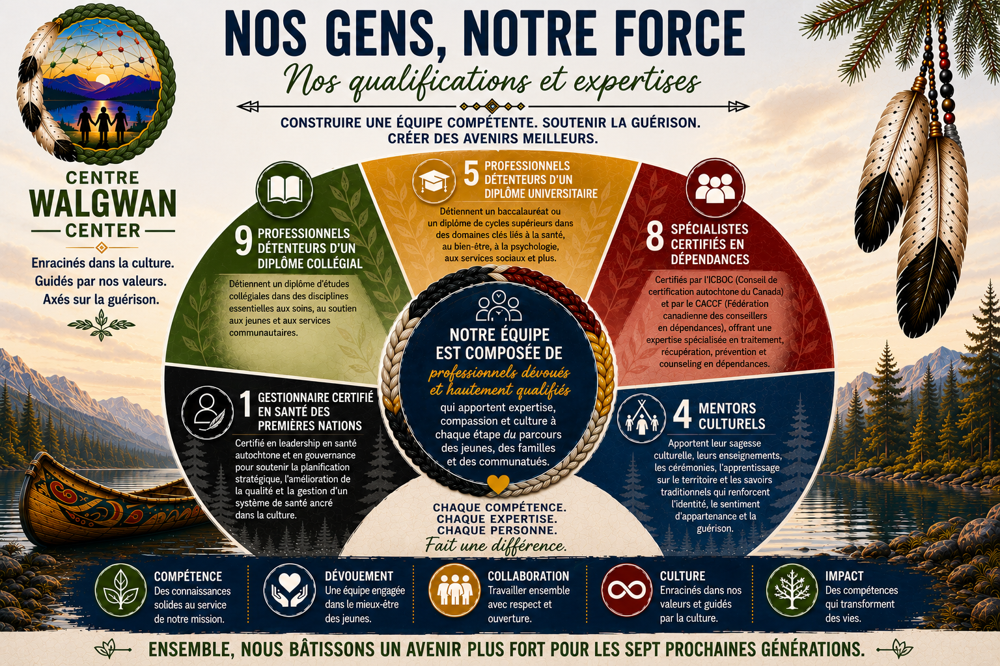 NOS GENS, NOTRE FORCE
Nos qualifications et expertises
CONSTRUIRE UNE ÉQUIPE COMPÉTENTE. SOUTENIR LA GUÉRISON.
CRÉER DES AVENIRS MEILLEURS.
CENTRE
WALGWAN
CENTER
Enracinés dans la culture.
Guidés par nos valeurs.
Axés sur la guérison.
9 PROFESSIONNELS
DÉTENTEURS D'UN
DIPLÔME COLLÉGIAL
Détiennent un diplôme d'études
collégiales dans des disciplines
essentielles aux soins, au soutien
aux jeunes et aux services
communautaires.
5 PROFESSIONNELS
DÉTENTEURS D'UN
DIPLÔME UNIVERSITAIRE
Détiennent un baccalauréat ou
un diplôme de cycles supérieurs dans
des domaines clés liés à la santé,
au bien-être, à la psychologie,
aux services sociaux et plus.
8 SPÉCIALISTES
CERTIFIÉS EN
DÉPENDANCES
Certifiés par l'ICBOC (Conseil de
certification autochtone du Canada)
et par le CACCF (Fédération
canadienne des conseillers
en dépendances), offrant une
expertise spécialisée en traitement,
récupération, prévention et
counseling en dépendances.
1 GESTIONNAIRE CERTIFIÉ
EN SANTÉ DES
PREMIÈRES NATIONS
Certifié en leadership en santé
autochtone et en gouvernance
pour soutenir la planification
stratégique, l'amélioration de
la qualité et la gestion d'un
système de santé ancré
dans la culture.
NOTRE ÉQUIPE
EST COMPOSÉE DE
professionnels dévoués
et hautement qualifiés
qui apportent expertise,
compassion et culture à
chaque étape du parcours
des jeunes, des familles
et des communatués.
4 MENTORS
CULTURELS
Apportent leur sagesse
culturelle, leurs enseignements,
les cérémonies, l'apprentissage
sur le territoire et les savoirs
traditionnels qui renforcent
l'identité, le sentiment
d'appartenance et la
guérison.
CHAQUE COMPÉTENCE.
CHAQUE EXPERTISE.
CHAQUE PERSONNE.
Fait une différence.
COMPÉTENCE
Des connaissances
solides au service
de notre mission.
DÉVOUEMENT
Une équipe engagée
dans le mieux-être
des jeunes.
COLLABORATION
Travailler ensemble
avec respect et
ouverture.
CULTURE
Enracinés dans nos
valeurs et guidés
par la culture.
IMPACT
Des compétences
qui transforment
des vies.
ENSEMBLE, NOUS BÂTISSONS UN AVENIR PLUS FORT POUR LES SEPT PROCHAINES GÉNÉRATIONS.